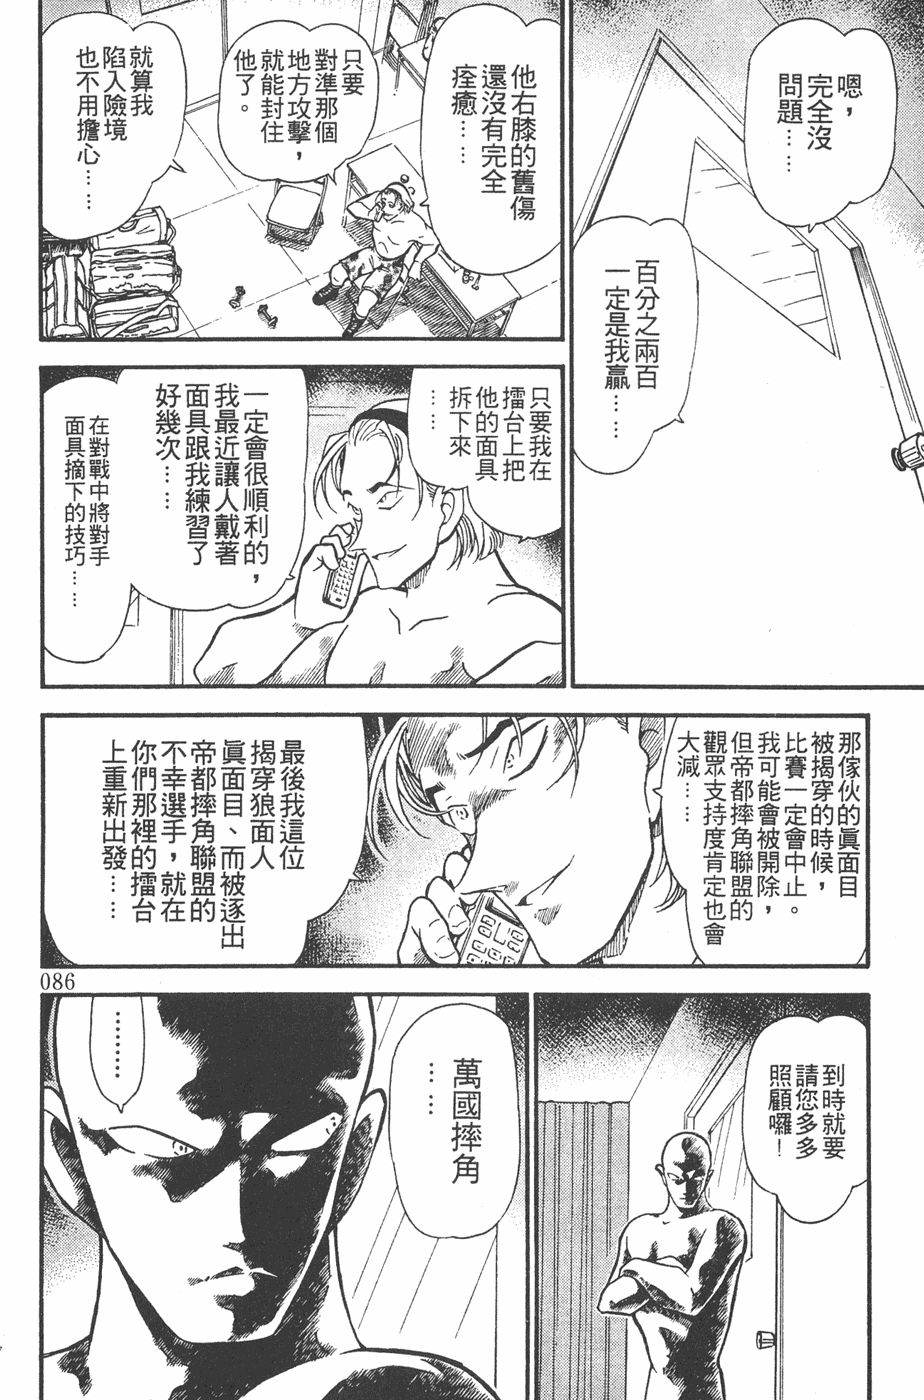 嗯，
完全沒
問題…
百分之兩百
一定是我贏…
他右膝的舊傷
還沒有完全
痊癒…
只要
對準那個
地方攻擊，
就能封住
他了。
就算我
陷入險境
也不用擔心……
只要我在
擂台上把
他的面具
拆下來
……
一定會很順利的，
我最近讓人戴著
面具跟我練習了
好幾次……
在對戰中將對手
面具摘下的技巧……
那傢伙的眞面目
被揭穿的時候，
比賽一定會中止。
我可能會被開除，
但帝都摔角聯盟的
觀眾支持度肯定也會
大減……
最後我這位
揭穿狼面人
眞面目、而被逐出
帝都摔角聯盟的
不幸選手，就在
你們那裡的擂台
上重新出發……
086
到時就要
請您多多
照顧囉！
萬國摔角
……
………